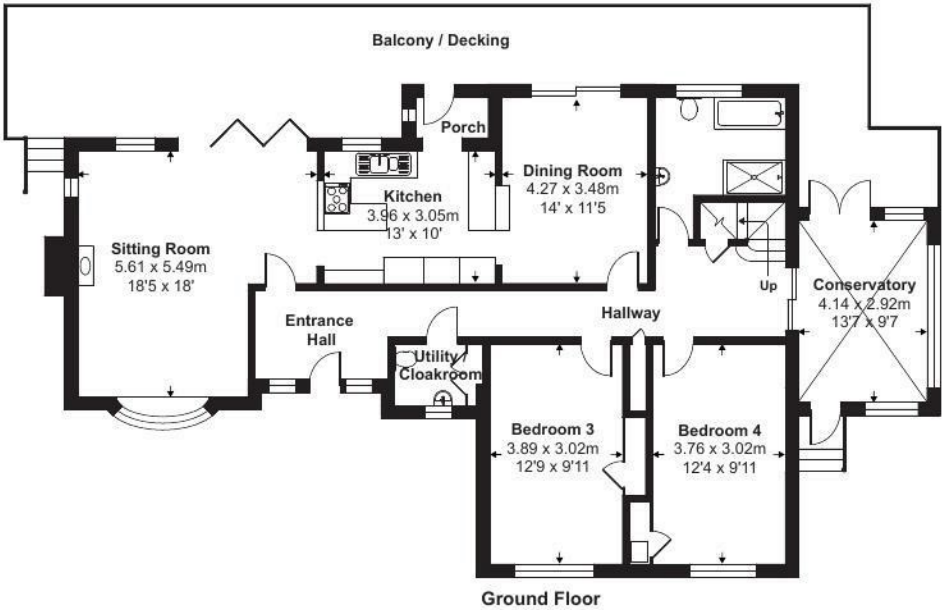 Balcony / Decking
Porch
Dining Room
4.27 x 3.48m
14' x 11'5
Kitchen
3.96 x 3.05m
13' x 10'
Sitting Room
5.61 x 5.49m
18'5 x 18'
Up
Conservatory
4.14 x 2.92m
13'7 x 9'7
Entrance
Hall
Hallway
Utility /
Cloakroom
Bedroom 3
3.89 x 3.02m
12'9 x 9'11
Bedroom 4
3.76 x 3.02m
12'4 x 9'11
Ground Floor